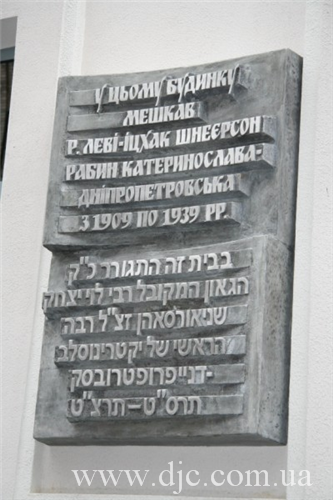 У ЦЬОМУ БУДИНКУ
МЕШКАВ
Р. ЛЕВІ-ІЦХАК ШНЕЄРСОН
РАБИН КАТЕРИНОСЛАВА-
ДНІПРОПЕТРОВСЬКА
З 1909 ПО 1939 РР.
בבית זה התגורר כ"ק
הגאון המקובל רבי לוי יצחק
שניאורסאהן זצ"ל רבה
הראשי של יקטרינוסלב
-דנייפרופטרובסק
תרס"ט–תרצ"ט
www.djc.com.ua